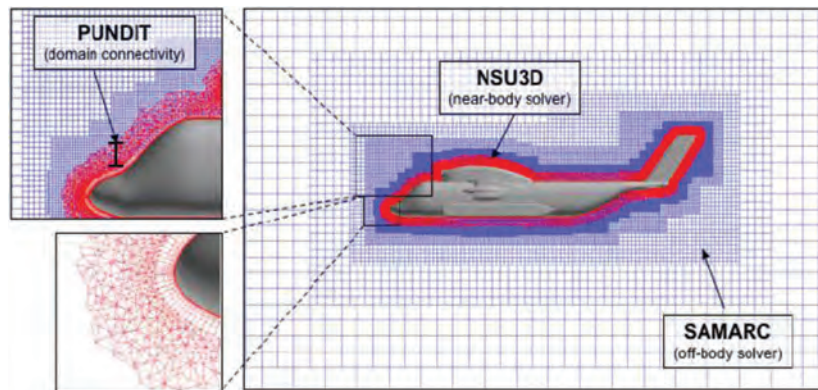 PUNDIT
(domain connectivity)
NSU3D
(near-body solver)
SAMARC
(off-body solver)